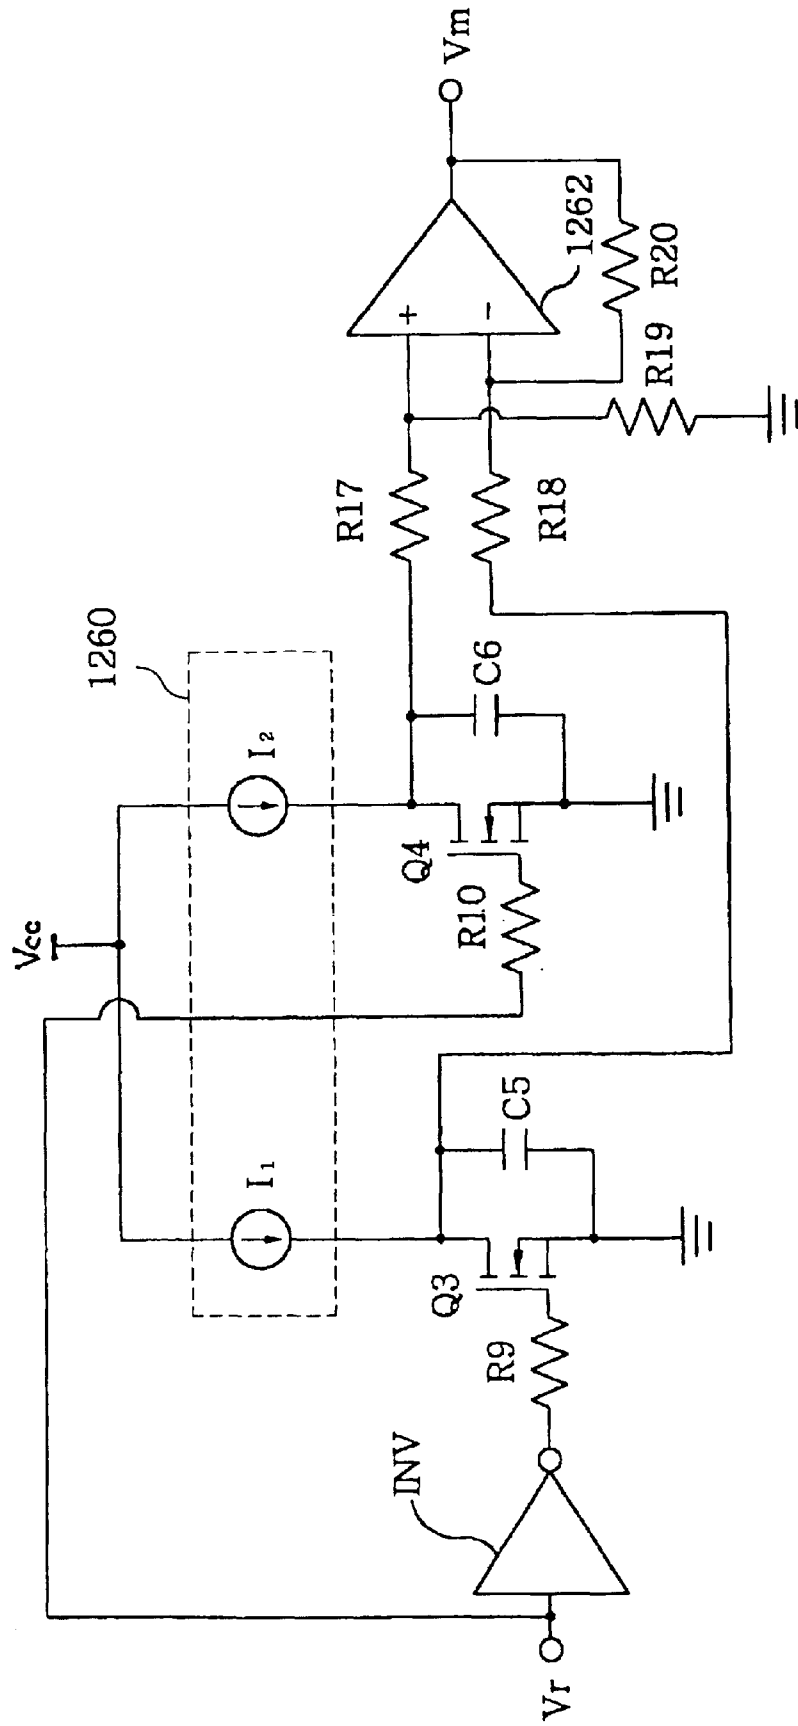 Vcc
1260
I1
I2
Vr
INV
R9
Q3
C5
R10
Q4
C6
R17
R18
+
-
1262
R19
R20
Vm